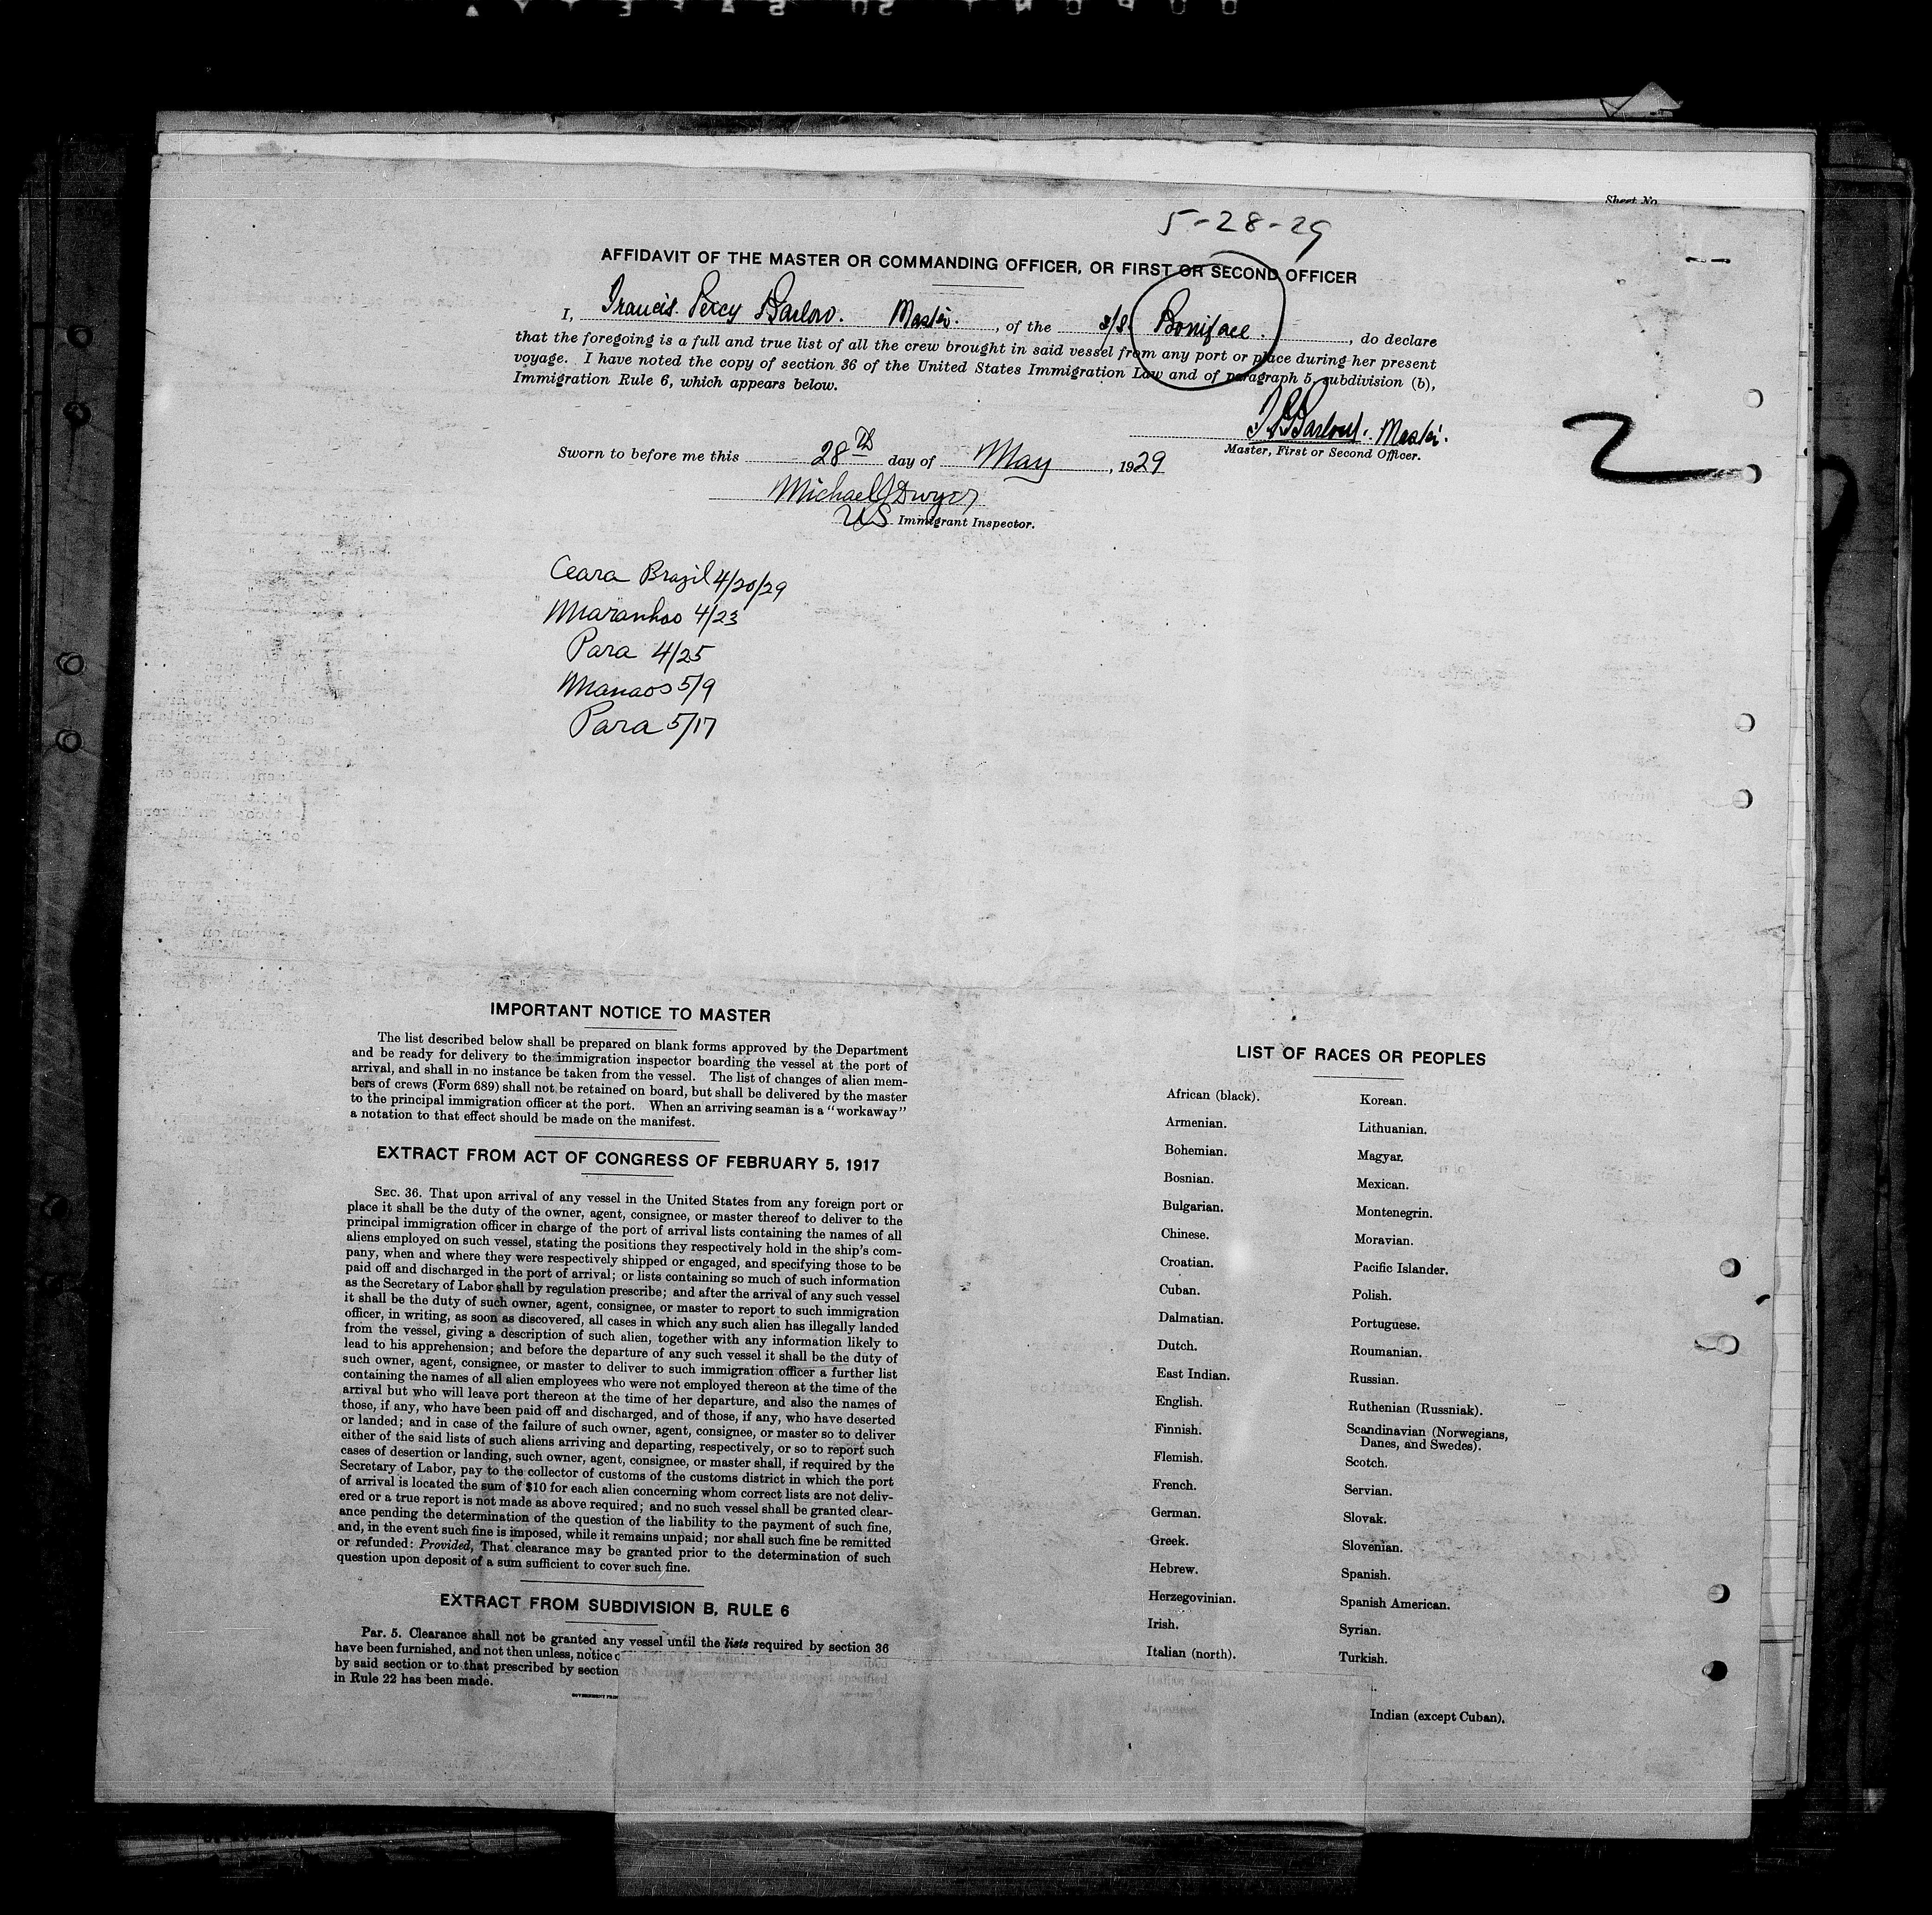 Sheet No.
5-28-29
AFFIDAVIT OF THE MASTER OR COMMANDING OFFICER, OR FIRST OR SECOND OFFICER
I, Francis Percy Barlow. Master. , of the s/s. Boniface. , do declare
that the foregoing is a full and true list of all the crew brought in said vessel from any port or place during her present
voyage. I have noted the copy of section 36 of the United States Immigration Law and of paragraph 5, subdivision (b),
Immigration Rule 6, which appears below.
Barlow. Master.
Master, First or Second Officer.
2
Sworn to before me this 28th day of May , 1929
Michael J Dwyer
US Immigrant Inspector.
Ceara Brazil 4/20/29
Maranhao 4/23
Para 4/25
Manaos 5/9
Para 5/17
IMPORTANT NOTICE TO MASTER
The list described below shall be prepared on blank forms approved by the Department
and be ready for delivery to the immigration inspector boarding the vessel at the port of
arrival, and shall in no instance be taken from the vessel. The list of changes of alien mem-
bers of crews (Form 689) shall not be retained on board, but shall be delivered by the master
to the principal immigration officer at the port. When an arriving seaman is a "workaway"
a notation to that effect should be made on the manifest.
EXTRACT FROM ACT OF CONGRESS OF FEBRUARY 5, 1917
SEC. 36. That upon arrival of any vessel in the United States from any foreign port or
place it shall be the duty of the owner, agent, consignee, or master thereof to deliver to the
principal immigration officer in charge of the port of arrival lists containing the names of all
aliens employed on such vessel, stating the positions they respectively hold in the ship's com-
pany, when and where they were respectively shipped or engaged, and specifying those to be
paid off and discharged in the port of arrival; or lists containing so much of such information
as the Secretary of Labor shall by regulation prescribe; and after the arrival of any such vessel
it shall be the duty of such owner, agent, consignee, or master to report to such immigration
officer, in writing, as soon as discovered, all cases in which any such alien has illegally landed
from the vessel, giving a description of such alien, together with any information likely to
lead to his apprehension; and before the departure of any such vessel it shall be the duty of
such owner, agent, consignee, or master to deliver to such immigration officer a further list
containing the names of all alien employees who were not employed thereon at the time of the
arrival but who will leave port thereon at the time of her departure, and also the names of
those, if any, who have been paid off and discharged, and of those, if any, who have deserted
or landed; and in case of the failure of such owner, agent, consignee, or master so to deliver
either of the said lists of such aliens arriving and departing, respectively, or so to report such
cases of desertion or landing, such owner, agent, consignee, or master shall, if required by the
Secretary of Labor, pay to the collector of customs of the customs district in which the port
of arrival is located the sum of $10 for each alien concerning whom correct lists are not deliv-
ered or a true report is not made as above required; and no such vessel shall be granted clear-
ance pending the determination of the question of the liability to the payment of such fine,
and, in the event such fine is imposed, while it remains unpaid; nor shall such fine be remitted
or refunded: Provided, That clearance may be granted prior to the determination of such
question upon deposit of a sum sufficient to cover such fine.
EXTRACT FROM SUBDIVISION B, RULE 6
Par. 5. Clearance shall not be granted any vessel until the lists required by section 36
have been furnished, and not then unless, notice
by said section or to that prescribed by section
in Rule 22 has been made.
LIST OF RACES OR PEOPLES
African (black).
Armenian.
Bohemian.
Bosnian.
Bulgarian.
Chinese.
Croatian.
Cuban.
Dalmatian.
Dutch.
East Indian.
English.
Finnish.
Flemish.
French.
German.
Greek.
Hebrew.
Herzegovinian.
Irish.
Italian (north).
Italian (south).
Japanese.
Korean.
Lithuanian.
Magyar.
Mexican.
Montenegrin.
Moravian.
Pacific Islander.
Polish.
Portuguese.
Roumanian.
Russian.
Ruthenian (Russniak).
Scandinavian (Norwegians,
Danes, and Swedes).
Scotch.
Servian.
Slovak.
Slovenian.
Spanish.
Spanish American.
Syrian.
Turkish.
Indian (except Cuban).